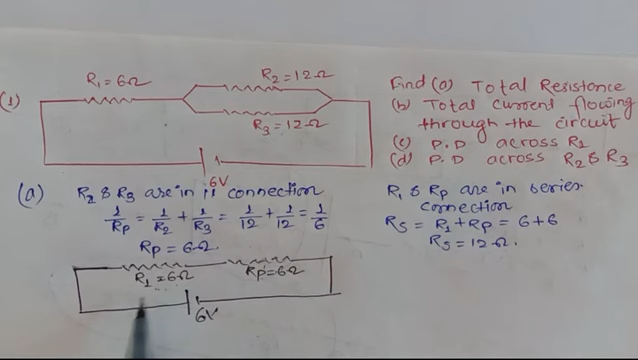 (1)
R₁ = 6Ω
R₂ = 12Ω
R₃ = 12Ω
6V
Find (a) Total Resistance
(b) Total current flowing
through the circuit
(c) P.D across R₁
(d) P.D across R₂ & R₃
(a) R₂ & R₃ are in || connection
1/Rp = 1/R₂ + 1/R₃ = 1/12 + 1/12 = 1/6
Rp = 6Ω.
R₁ = 6Ω
Rp = 6Ω
6V
R₁ & Rp are in series
connection
Rs = R₁ + Rp = 6 + 6
Rs = 12Ω.